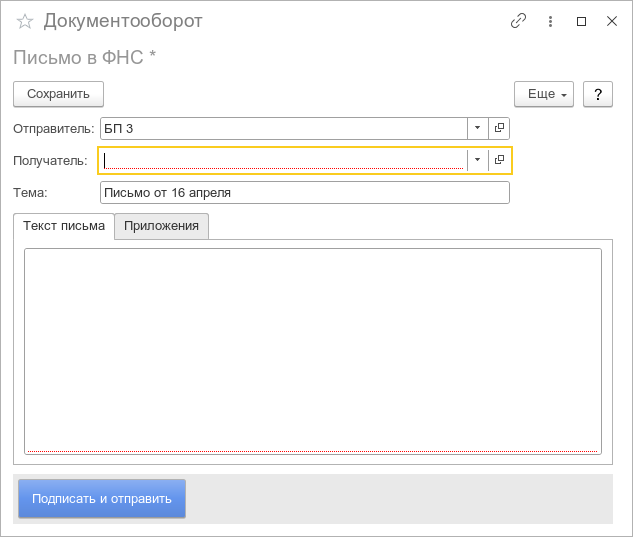 Документооборот
Письмо в ФНС *
Сохранить
Еще
?
Отправитель: БП 3
Получатель:
Тема: Письмо от 16 апреля
Текст письма
Приложения
Подписать и отправить